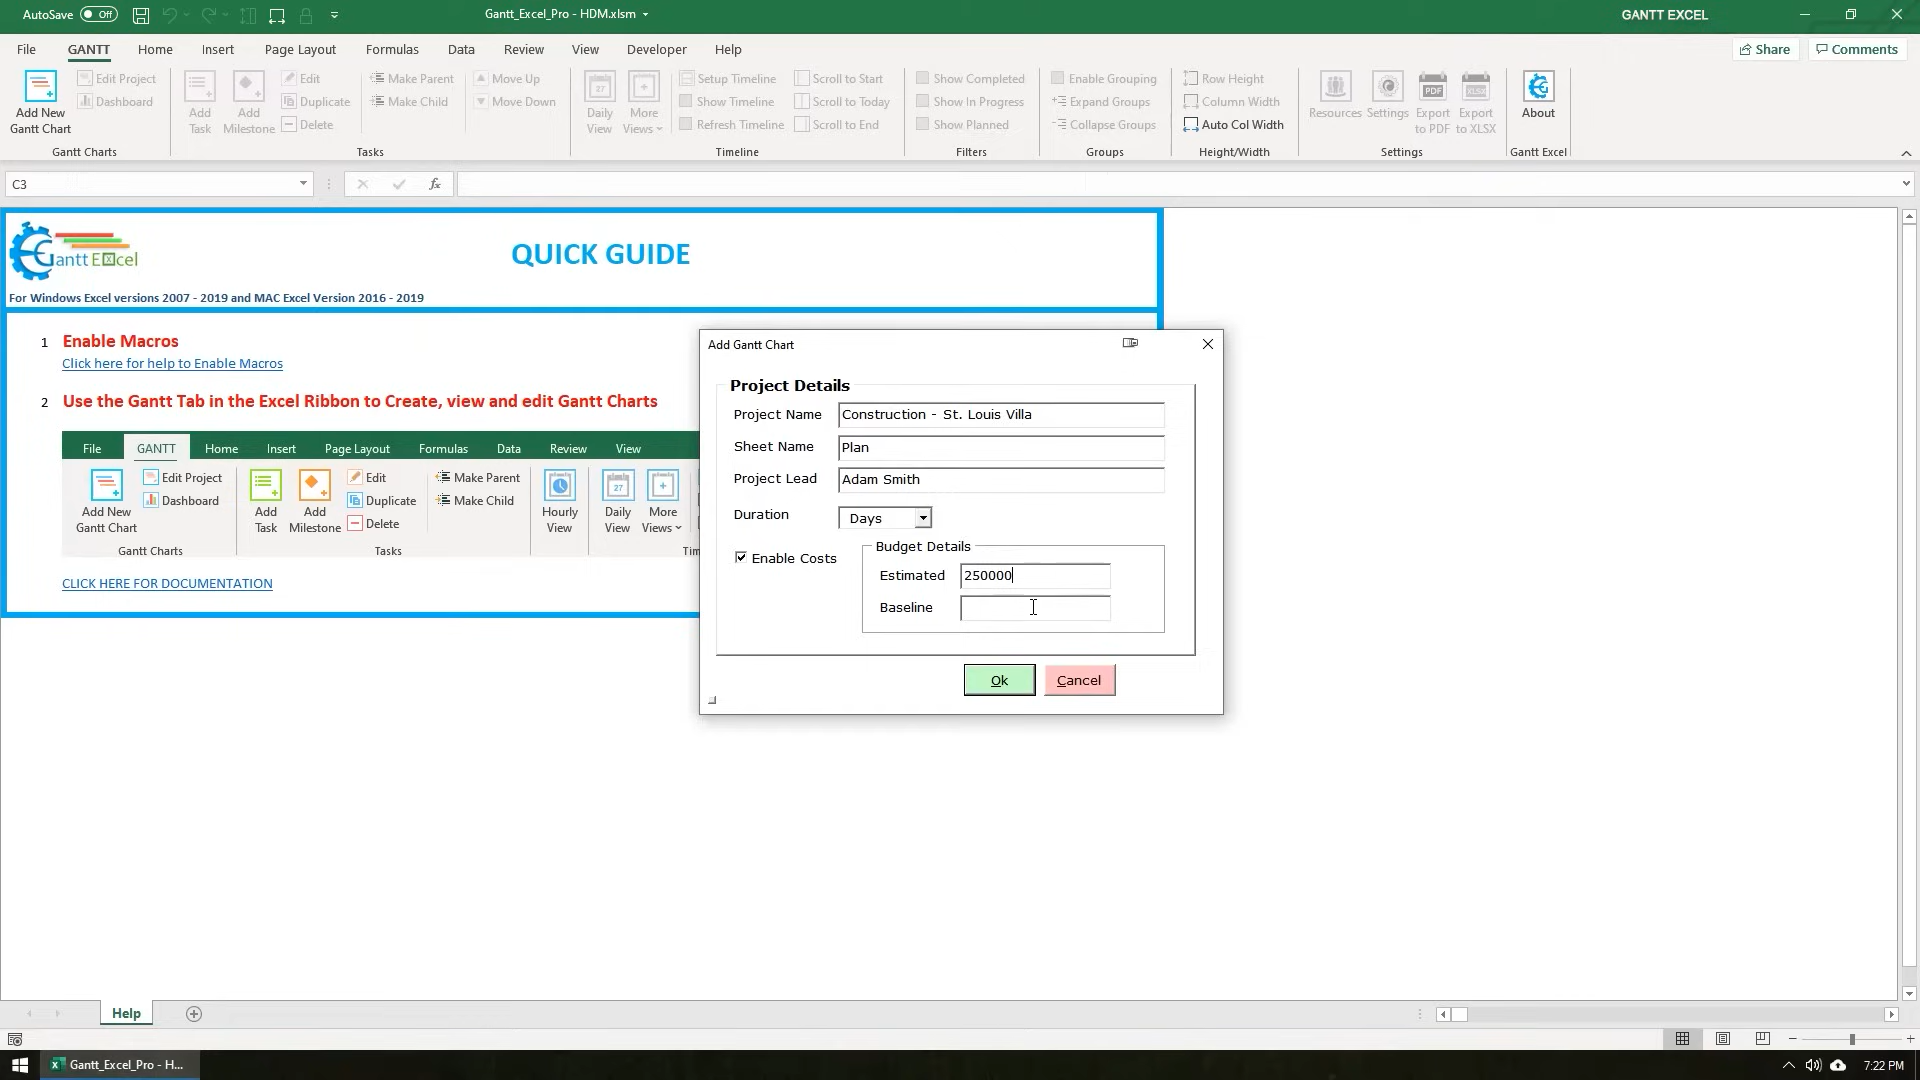 AutoSave Off
Gantt_Excel_Pro - HDM.xlsm
GANTT EXCEL
File GANTT Home Insert Page Layout Formulas Data Review View Developer Help
Share Comments
Add New Gantt Chart
Edit Project
Dashboard
Gantt Charts
Add Task
Add Milestone
Edit
Duplicate
Delete
Make Parent
Make Child
Move Up
Move Down
Tasks
Daily View
More Views
Setup Timeline
Show Timeline
Refresh Timeline
Scroll to Start
Scroll to Today
Scroll to End
Timeline
Show Completed
Show In Progress
Show Planned
Filters
Enable Grouping
Expand Groups
Collapse Groups
Groups
Row Height
Column Width
Auto Col Width
Height/Width
Resources
Settings
PDF
Export to PDF
XLSX
Export to XLSX
Settings
About
Gantt Excel
C3
fx
Gantt Excel
QUICK GUIDE
For Windows Excel versions 2007 - 2019 and MAC Excel Version 2016 - 2019
1 Enable Macros
Click here for help to Enable Macros
2 Use the Gantt Tab in the Excel Ribbon to Create, view and edit Gantt Charts
File GANTT Home Insert Page Layout Formulas Data Review View
Add New Gantt Chart
Edit Project
Dashboard
Gantt Charts
Add Task
Add Milestone
Edit
Duplicate
Delete
Make Parent
Make Child
Tasks
Hourly View
27
Daily View
More Views
Tim
CLICK HERE FOR DOCUMENTATION
Add Gantt Chart
Project Details
Project Name Construction - St. Louis Villa
Sheet Name Plan
Project Lead Adam Smith
Duration Days
Enable Costs
Budget Details
Estimated 250000
Baseline
Ok Cancel
Help
Gantt_Excel_Pro - H...
7:22 PM